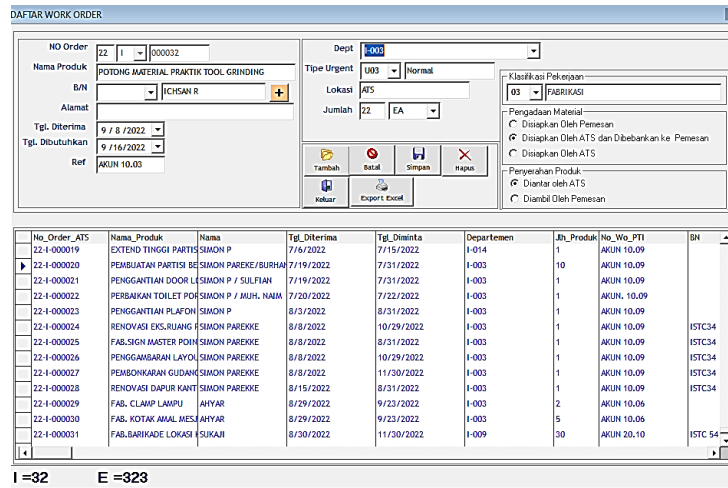 DAFTAR WORK ORDER
NO Order 22 I 000032
Nama Produk POTONG MATERIAL PRAKTIK TOOL GRINDING
B/N ICHSAN R +
Alamat
Tgl. Diterima 9 / 8 /2022
Tgl. Dibutuhkan 9 /16/2022
Ref AKUN 10.03
Dept I-003
Tipe Urgent U03 Normal
Lokasi ATS
Jumlah 22 EA
Tambah Batal Simpan Hapus
Keluar Export Excel
Klasifikasi Pekerjaan
03 FABRIKASI
Pengadaan Material
Disiapkan Oleh Pemesan
Disiapkan Oleh ATS dan Dibebankan ke Pemesan
Disiapkan Oleh ATS
Penyerahan Produk
Diantar oleh ATS
Diambil Oleh Pemesan
No_Order_ATS Nama_Produk Nama Tgl_Diterima Tgl_Diminta Departemen Jlh_Produk No_Wo_PTI BN
22-I-000019 EXTEND TINGGI PARTIS SIMON P 7/6/2022 7/15/2022 I-014 1 AKUN 10.09
22-I-000020 PEMBUATAN PARTISI BE SIMON PAREKE/BURHAN 7/19/2022 7/31/2022 I-003 10 AKUN 10.09
22-I-000021 PENGGANTIAN DOOR LO SIMON P / SULFIAN 7/19/2022 7/31/2022 I-003 1 AKUN 10.09
22-I-000022 PERBAIKAN TOILET POR SIMON P / MUH. NAIM 7/20/2022 7/22/2022 I-003 1 AKUN. 10.09
22-I-000023 PENGGANTIAN PLAFON SIMON P 8/3/2022 8/31/2022 I-003 1 AKUN 10.09
22-I-000024 RENOVASI EKS.RUANG SIMON PAREKKE 8/8/2022 10/29/2022 I-003 1 AKUN 10.09 ISTC34
22-I-000025 FAB.SIGN MASTER POIN SIMON PAREKKE 8/8/2022 8/31/2022 I-003 1 AKUN 10.09 ISTC34
22-I-000026 PENGGAMBARAN LAYOU SIMON PAREKKE 8/8/2022 10/29/2022 I-003 1 AKUN 10.09 ISTC34
22-I-000027 PEMBONKARAN GUDANG SIMON PAREKKE 8/8/2022 11/30/2022 I-003 1 AKUN 10.09 ISTC34
22-I-000028 RENOVASI DAPUR KANT SIMON PAREKKE 8/15/2022 8/31/2022 I-003 1 AKUN 10.09 ISTC34
22-I-000029 FAB. CLAMP LAMPU AHYAR 8/29/2022 9/23/2022 I-003 2 AKUN 10.06
22-I-000030 FAB. KOTAK AMAL MESJ AHYAR 8/29/2022 9/23/2022 I-003 5 AKUN 10.06
22-I-000031 FAB.BARIKADE LOKASI SUKAJI 8/30/2022 11/30/2022 I-009 30 AKUN 20.10 ISTC 54
I =32 E =323